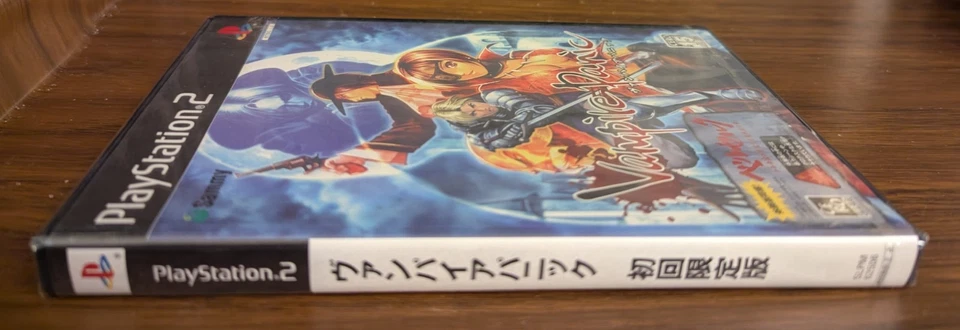 PlayStation.2
Sammy
Vampire Panic
PlayStation.2
ヴァンパイアパニック 初回限定版